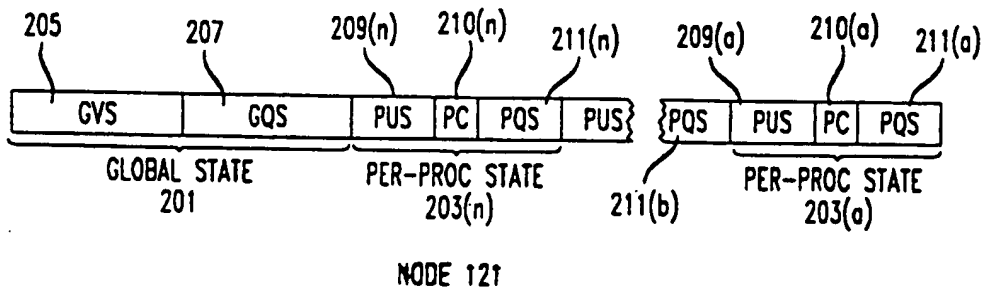 205 207 209(n) 210(n) 211(n) 209(a) 210(a) 211(a)
GVS GQS PUS PC PQS PUS PQS PUS PC PQS
GLOBAL STATE PER-PROC STATE 211(b) PER-PROC STATE
201 203(n) 203(a)
NODE 121